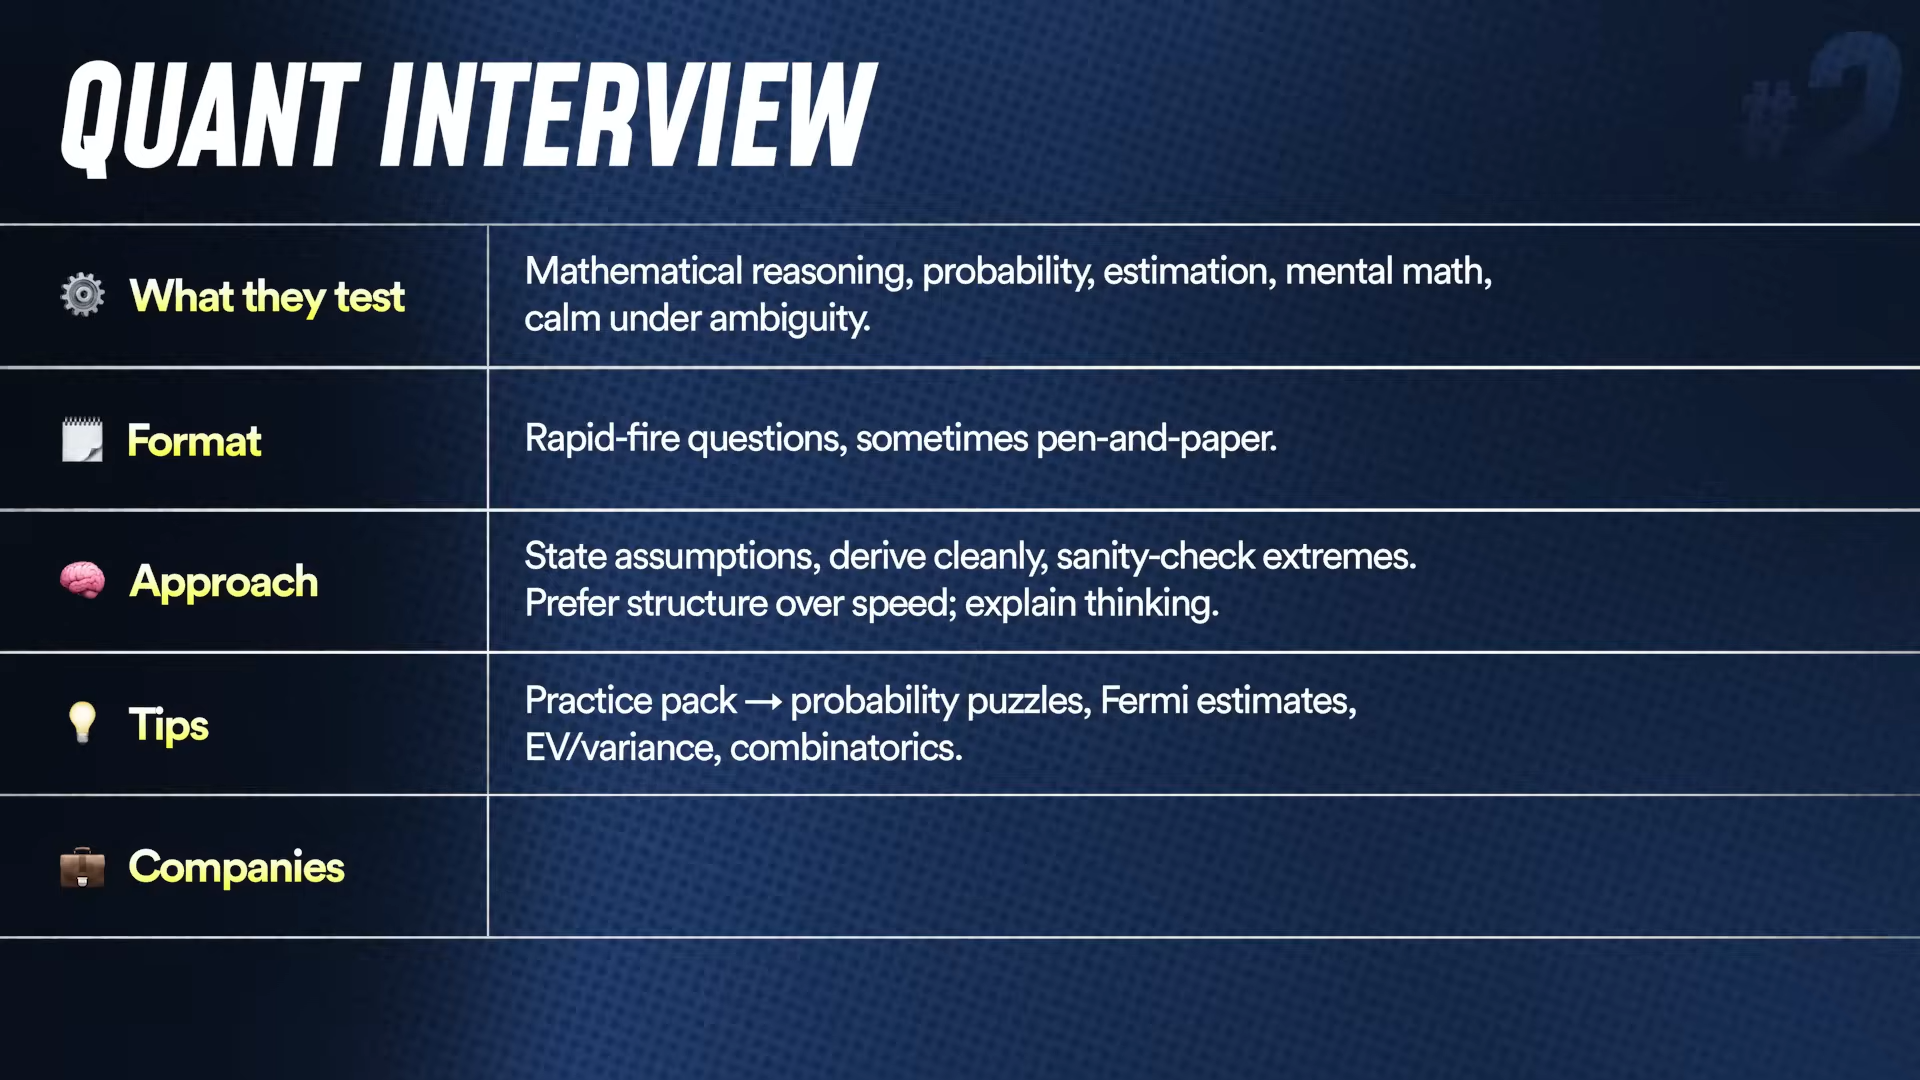 QUANT INTERVIEW
#2
What they test
Mathematical reasoning, probability, estimation, mental math,
calm under ambiguity.
Format
Rapid-fire questions, sometimes pen-and-paper.
Approach
State assumptions, derive cleanly, sanity-check extremes.
Prefer structure over speed; explain thinking.
Tips
Practice pack → probability puzzles, Fermi estimates,
EV/variance, combinatorics.
Companies